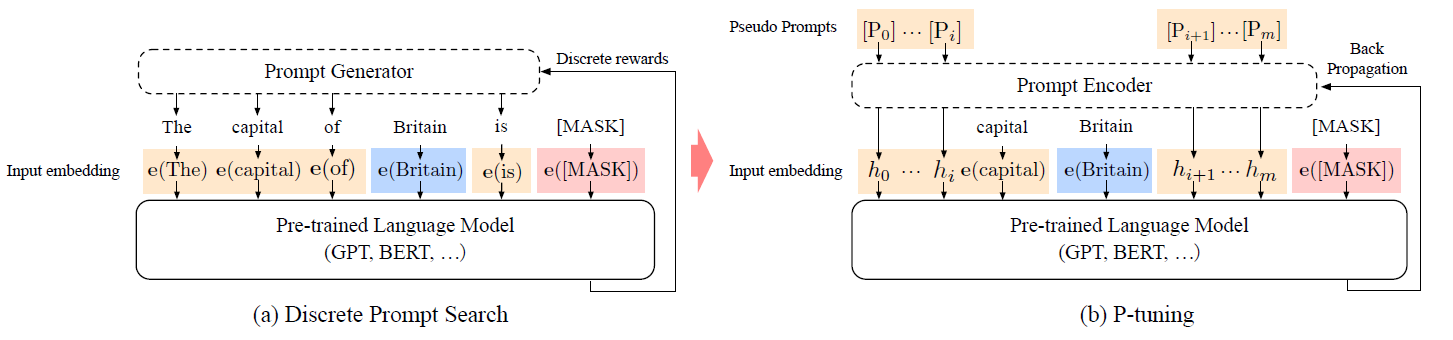 Prompt Generator
Discrete rewards
The capital of Britain is [MASK]
Input embedding e(The) e(capital) e(of) e(Britain) e(is) e([MASK])
Pre-trained Language Model
(GPT, BERT, …)
(a) Discrete Prompt Search
Pseudo Prompts [P₀] ⋯ [Pᵢ] [Pᵢ₊₁] ⋯ [Pₘ]
Back
Propagation
Prompt Encoder
capital Britain [MASK]
Input embedding h₀ ⋯ hᵢ e(capital) e(Britain) hᵢ₊₁ ⋯ hₘ e([MASK])
Pre-trained Language Model
(GPT, BERT, …)
(b) P-tuning